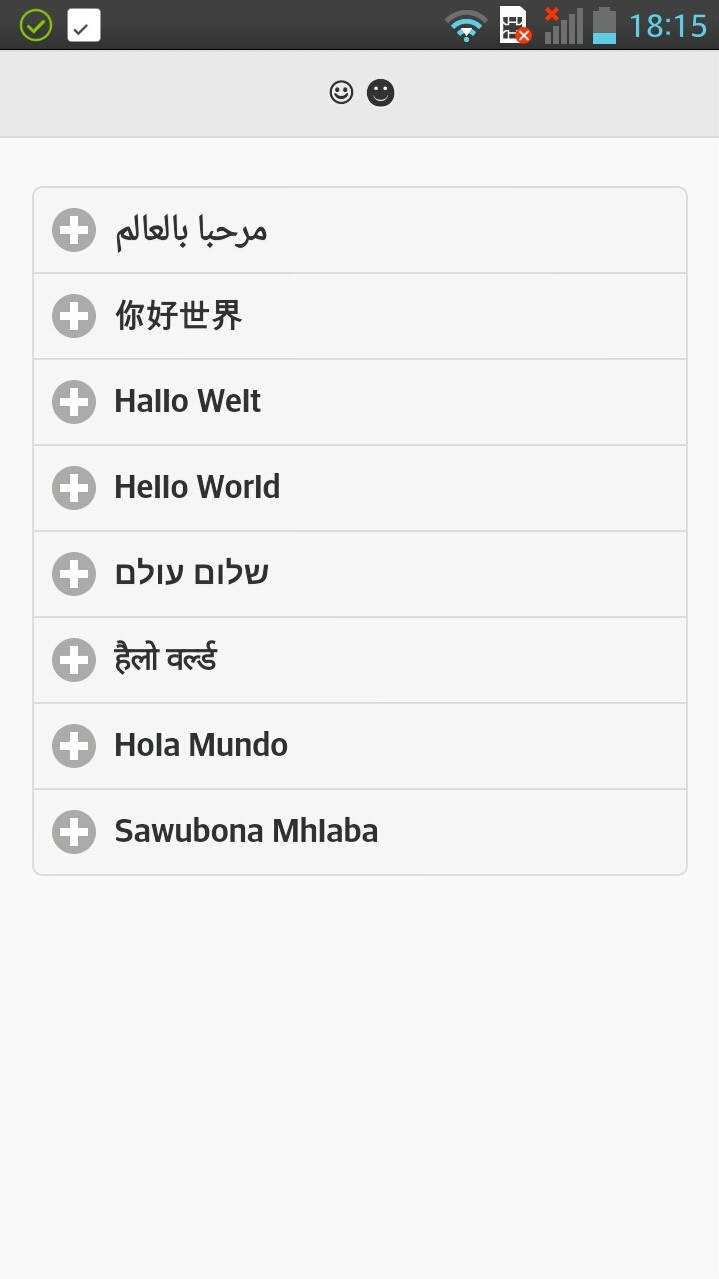 18:15
☺ ☻
مرحبا بالعالم
你好世界
Hallo Welt
Hello World
שלום עולם
हैलो वर्ल्ड
Hola Mundo
Sawubona Mhlaba